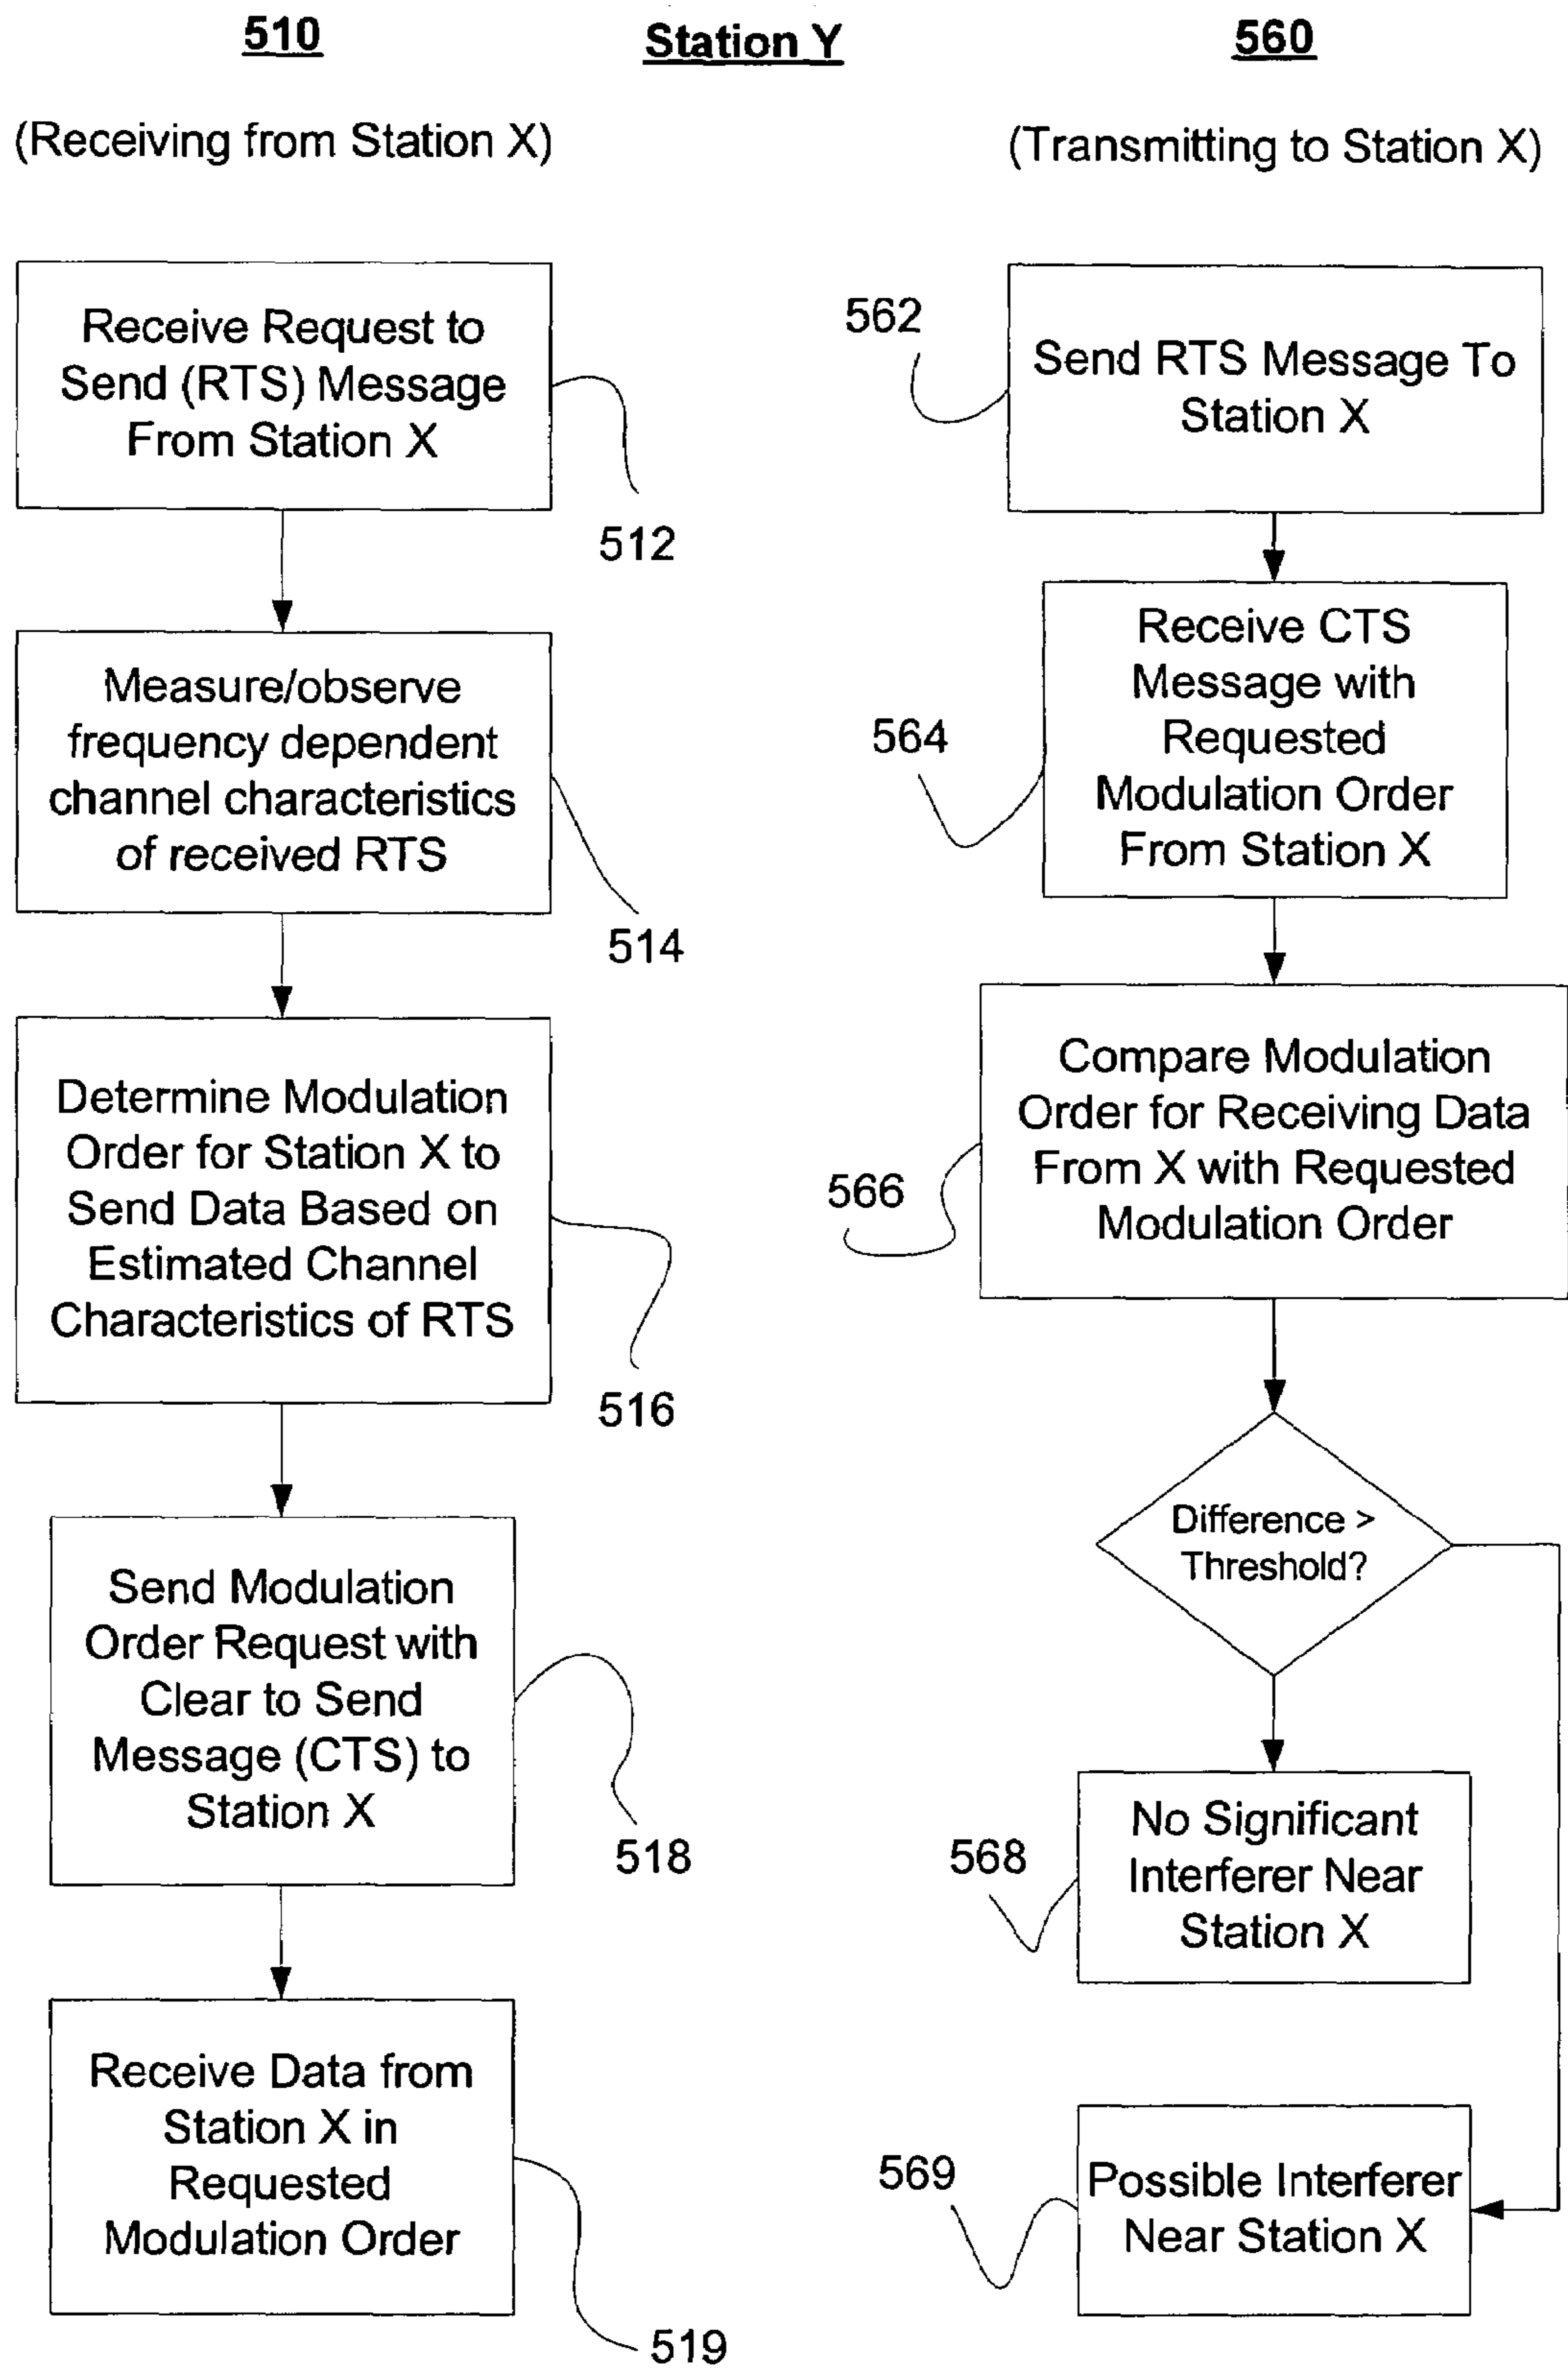 510
Station Y
560
(Receiving from Station X)
(Transmitting to Station X)
Receive Request to
Send (RTS) Message
From Station X
512
Measure/observe
frequency dependent
channel characteristics
of received RTS
514
Determine Modulation
Order for Station X to
Send Data Based on
Estimated Channel
Characteristics of RTS
516
Send Modulation
Order Request with
Clear to Send
Message (CTS) to
Station X
518
Receive Data from
Station X in
Requested
Modulation Order
519
562
Send RTS Message To
Station X
564
Receive CTS
Message with
Requested
Modulation Order
From Station X
566
Compare Modulation
Order for Receiving Data
From X with Requested
Modulation Order
Difference >
Threshold?
568
No Significant
Interferer Near
Station X
569
Possible Interferer
Near Station X